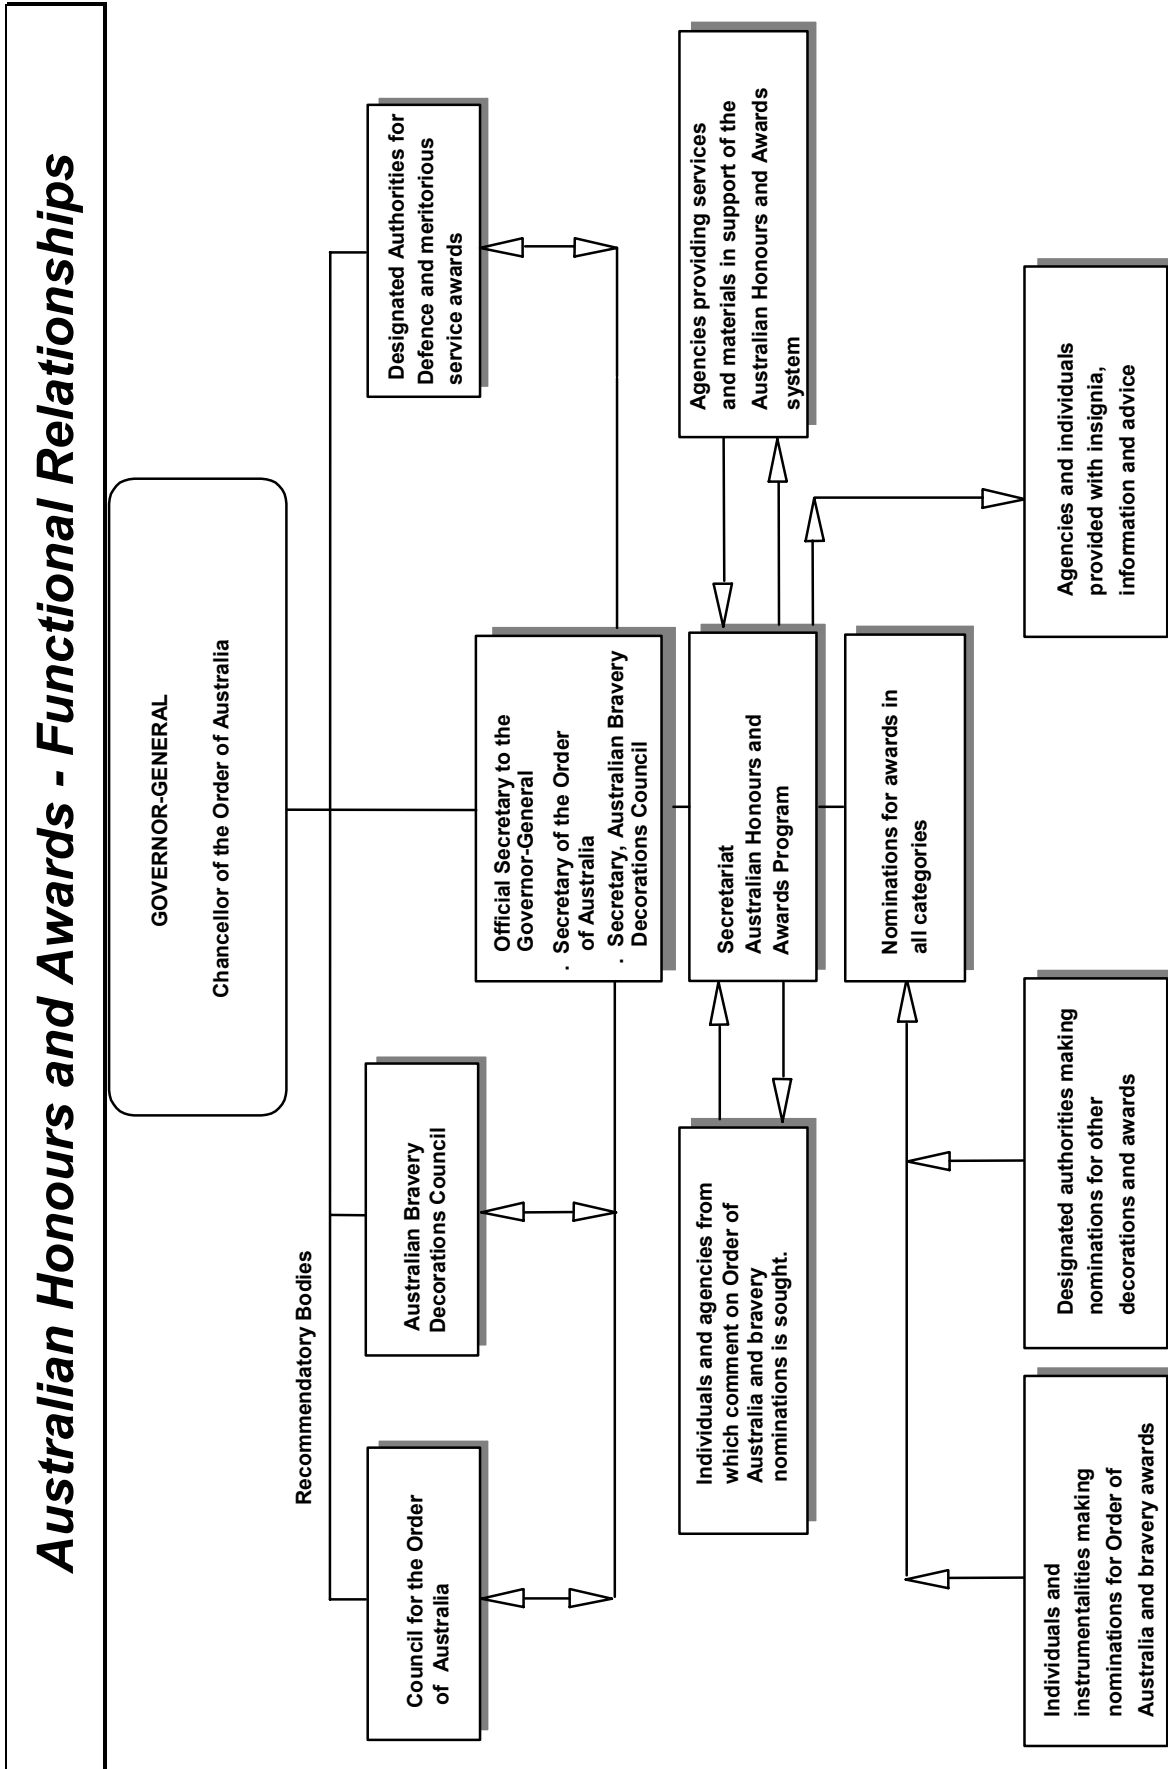 Australian Honours and Awards - Functional Relationships
GOVERNOR-GENERAL
Chancellor of the Order of Australia
Recommendatory Bodies
Council for the Order
of Australia
Australian Bravery
Decorations Council
Designated Authorities for
Defence and meritorious
service awards
Official Secretary to the
Governor-General
. Secretary of the Order
of Australia
. Secretary, Australian Bravery
Decorations Council
Individuals and agencies from
which comment on Order of
Australia and bravery
nominations is sought.
Secretariat
Australian Honours and
Awards Program
Agencies providing services
and materials in support of the
Australian Honours and Awards
system
Nominations for awards in
all categories
Individuals and
instrumentalities making
nominations for Order of
Australia and bravery awards
Designated authorities making
nominations for other
decorations and awards
Agencies and individuals
provided with insignia,
information and advice